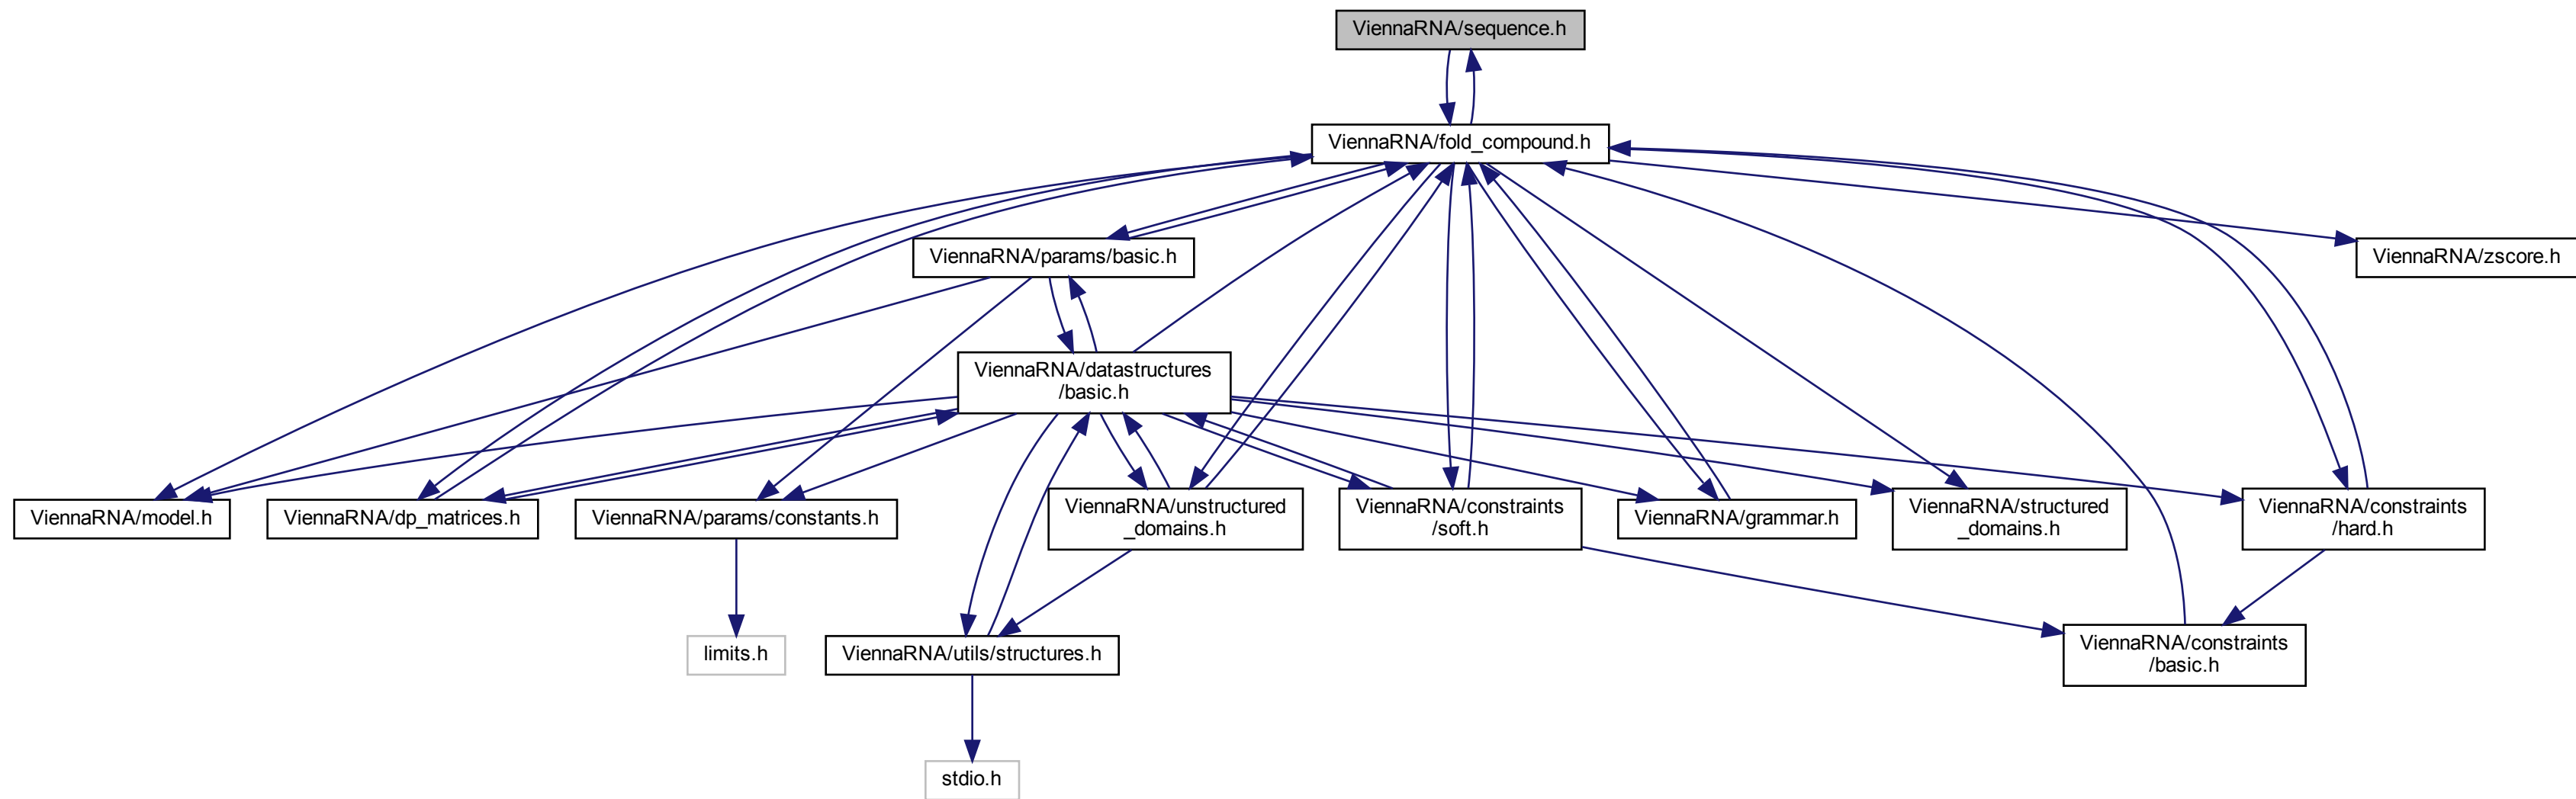 ViennaRNA/sequence.h
ViennaRNA/fold_compound.h
ViennaRNA/params/basic.h
ViennaRNA/zscore.h
ViennaRNA/datastructures
/basic.h
ViennaRNA/model.h
ViennaRNA/dp_matrices.h
ViennaRNA/params/constants.h
ViennaRNA/unstructured
_domains.h
ViennaRNA/constraints
/soft.h
ViennaRNA/grammar.h
ViennaRNA/structured
_domains.h
ViennaRNA/constraints
/hard.h
limits.h
ViennaRNA/utils/structures.h
ViennaRNA/constraints
/basic.h
stdio.h